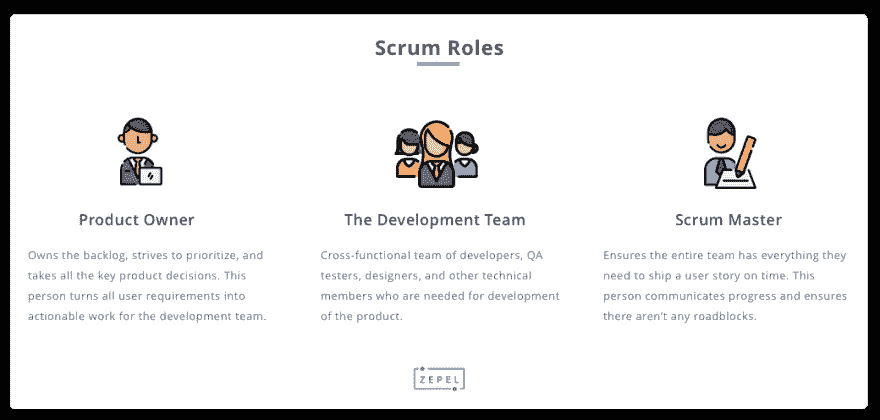 Scrum Roles
Product Owner
Owns the backlog, strives to prioritize, and
takes all the key product decisions. This
person turns all user requirements into
actionable work for the development team.
The Development Team
Cross-functional team of developers, QA
testers, designers, and other technical
members who are needed for development
of the product.
Scrum Master
Ensures the entire team has everything they
need to ship a user story on time. This
person communicates progress and ensures
there aren't any roadblocks.
ZEPEL